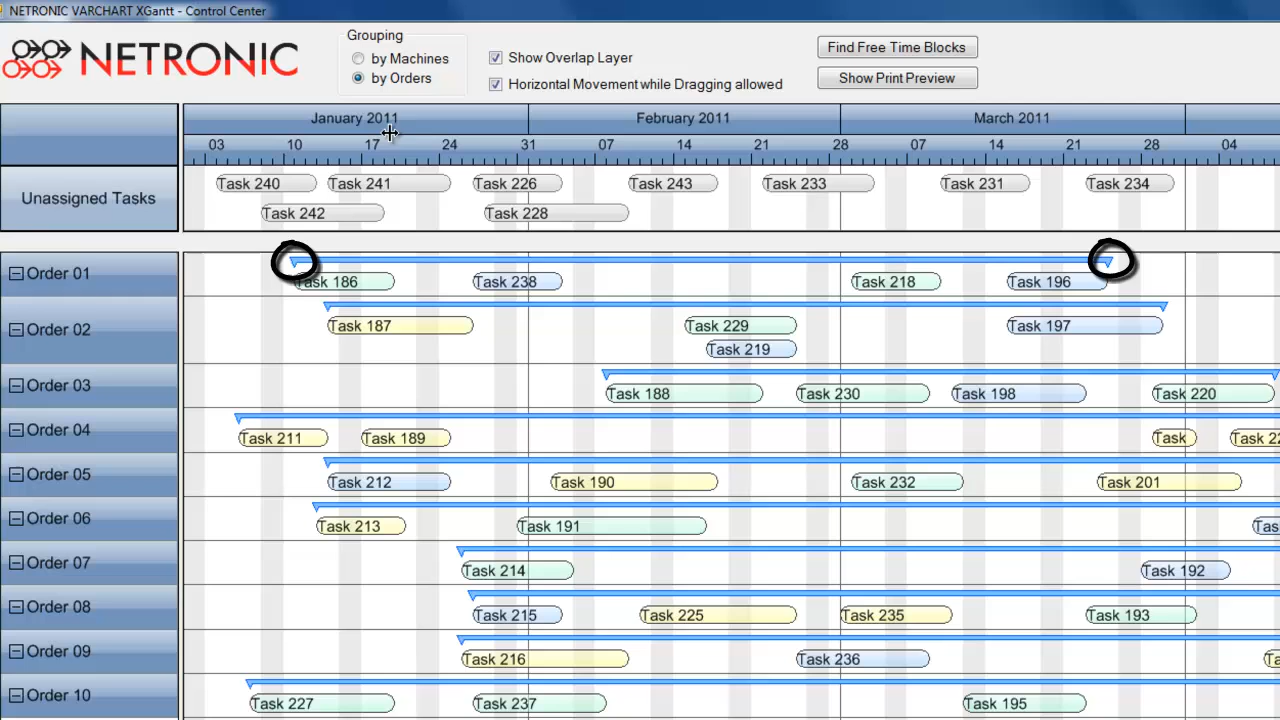 NETRONIC VARCHART XGantt - Control Center
NETRONIC
Grouping
by Machines
by Orders
Show Overlap Layer
Horizontal Movement while Dragging allowed
Find Free Time Blocks
Show Print Preview
January 2011 February 2011 March 2011
03 10 17 24 31 07 14 21 28 07 14 21 28 04
Unassigned Tasks
Task 240 Task 241 Task 226 Task 243 Task 233 Task 231 Task 234
Task 242 Task 228
Order 01
Task 186 Task 238 Task 218 Task 196
Order 02
Task 187 Task 229 Task 197
Task 219
Order 03
Task 188 Task 230 Task 198 Task 220
Order 04
Task 211 Task 189 Task Task 22
Order 05
Task 212 Task 190 Task 232 Task 201
Order 06
Task 213 Task 191 Tas
Order 07
Task 214 Task 192
Order 08
Task 215 Task 225 Task 235 Task 193
Order 09
Task 216 Task 236 Ta
Order 10
Task 227 Task 237 Task 195